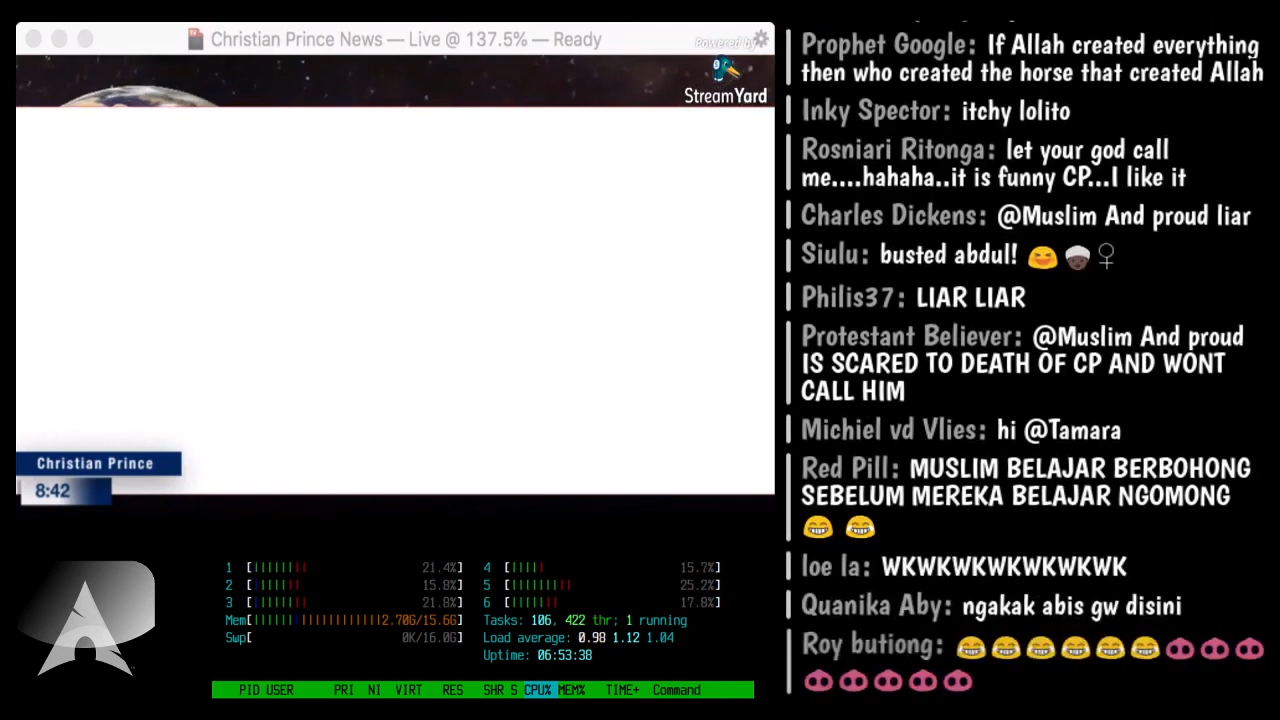 Christian Prince News — Live @ 137.5% — Ready
Powered by
StreamYard
Christian Prince
8:42
1 [||||||||| 21.4%]
2 [|||||||| 15.8%]
3 [||||||||| 21.8%]
Mem[||||||||||||||||||||||2.70G/15.6G]
Swp[ 0K/16.0G]
4 [|||||| 15.7%]
5 [||||||||||| 25.2%]
6 [||||||||| 17.8%]
Tasks: 106, 422 thr; 1 running
Load average: 0.98 1.12 1.04
Uptime: 06:53:38
PID USER PRI NI VIRT RES SHR S CPU% MEM% TIME+ Command
Prophet Google: If Allah created everything
then who created the horse that created Allah
Inky Spector: itchy lolito
Rosniari Ritonga: let your god call
me....hahaha..it is funny CP...I like it
Charles Dickens: @Muslim And proud liar
Siulu: busted abdul! 😆 👳🏿 ♀
Philis37: LIAR LIAR
Protestant Believer: @Muslim And proud
IS SCARED TO DEATH OF CP AND WONT
CALL HIM
Michiel vd Vlies: hi @Tamara
Red Pill: MUSLIM BELAJAR BERBOHONG
SEBELUM MEREKA BELAJAR NGOMONG
😁 😂
loe la: WKWKWKWKWKWKWK
Quanika Aby: ngakak abis gw disini
Roy butiong: 😂😂😂😂😂😂🐽🐽🐽
🐽🐽🐽🐽🐽